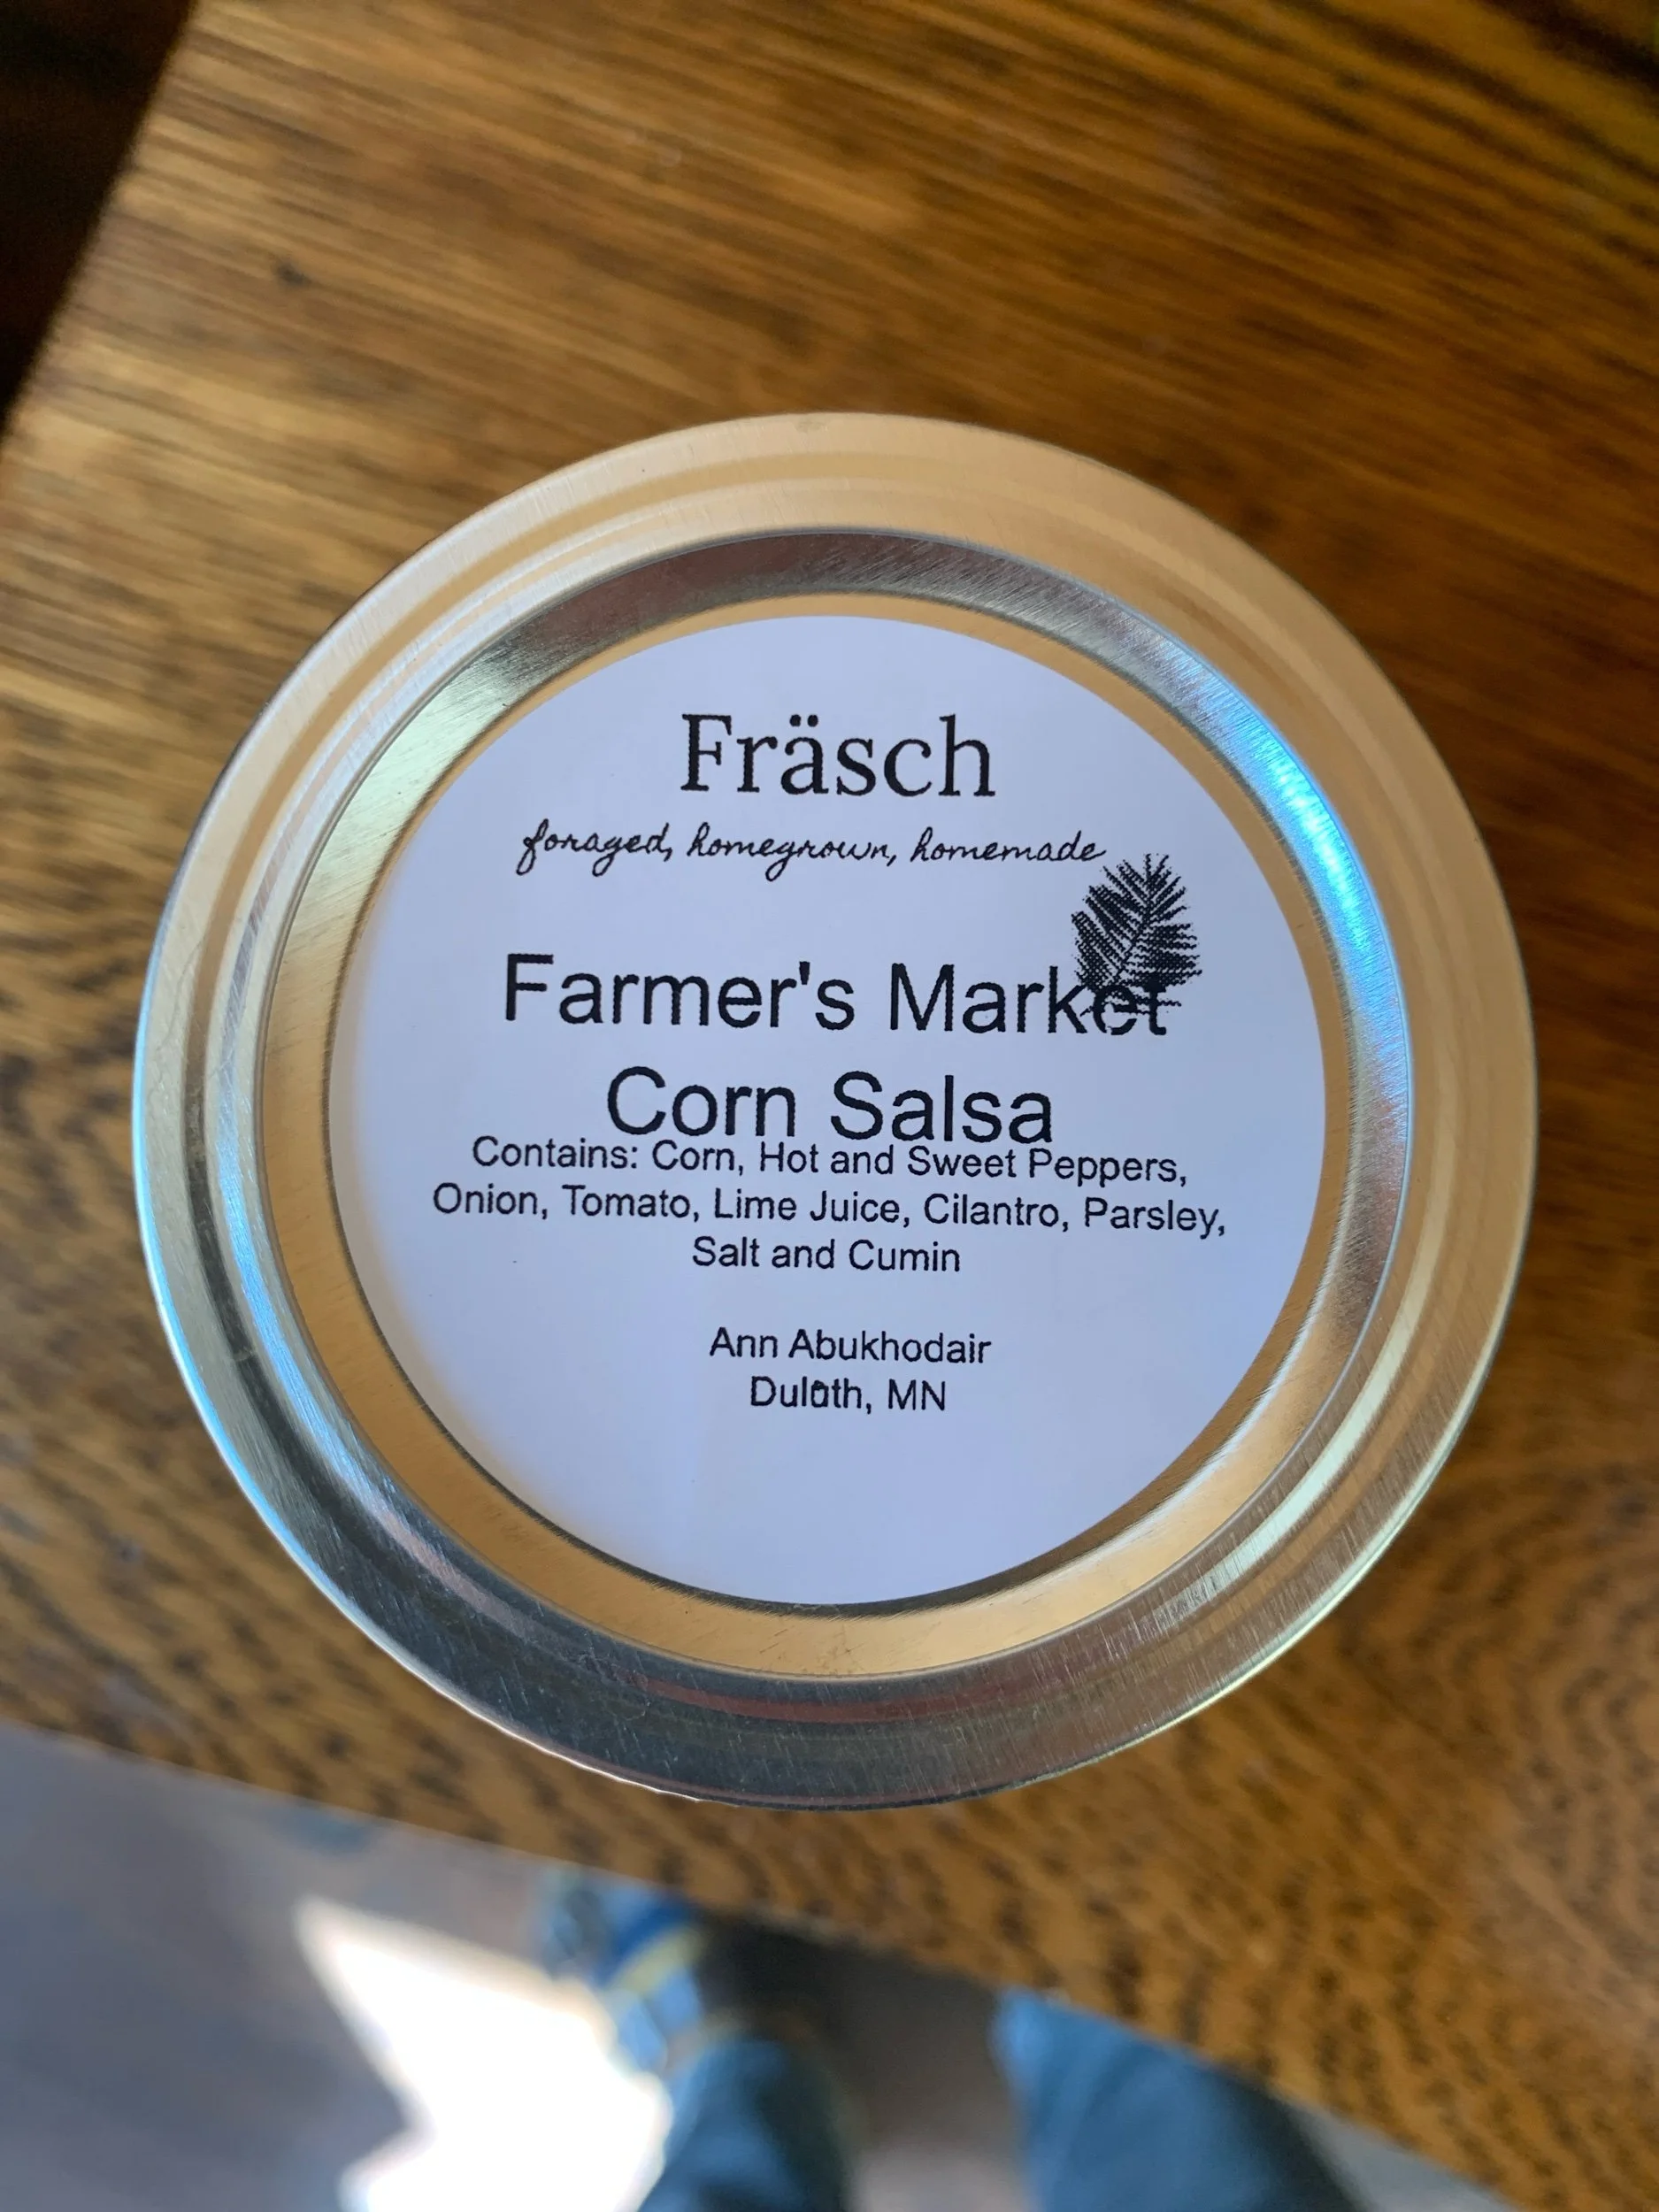 Fräsch
foraged, homegrown, homemade
Farmer's Market
Corn Salsa
Contains: Corn, Hot and Sweet Peppers,
Onion, Tomato, Lime Juice, Cilantro, Parsley,
Salt and Cumin
Ann Abukhodair
Duluth, MN